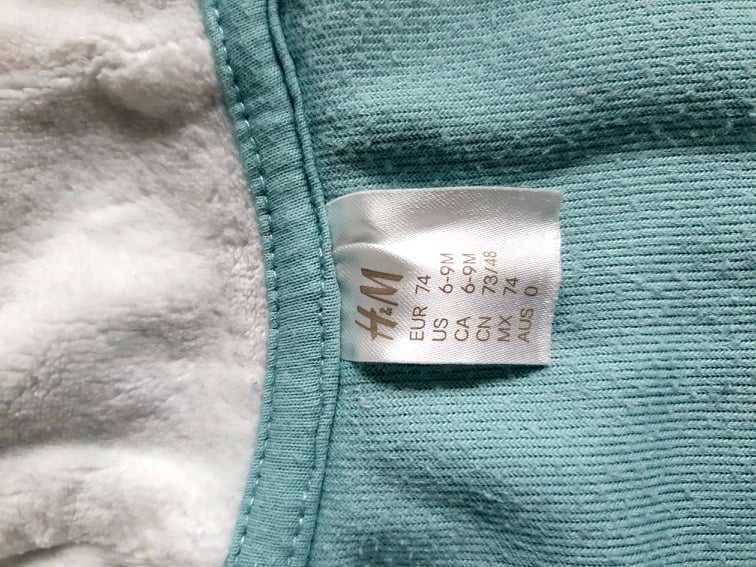 H&M
EUR 74
US 6-9M
CA 6-9M
CN 73/48
MX 74
AUS 0